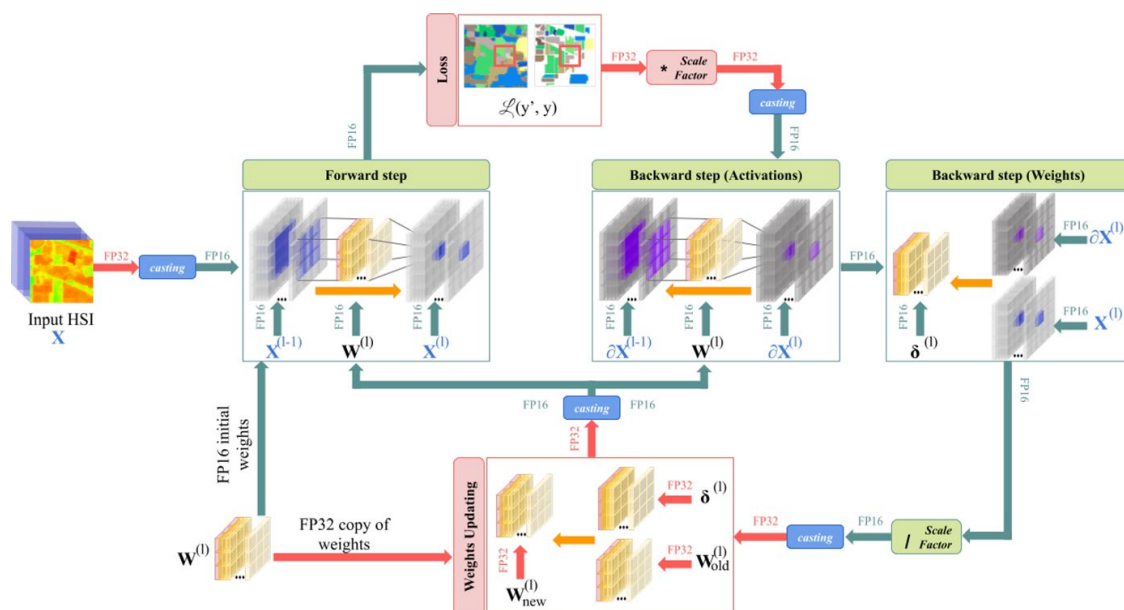 Loss
ℒ(y', y)
FP32
* Scale
Factor
FP32
casting
FP16
FP16
Forward step
Backward step (Activations)
Backward step (Weights)
FP32
casting
FP16
Input HSI
X
...
...
...
FP16
FP16
FP16
X^(l-1)
W^(l)
X^(l)
...
...
...
FP16
FP16
FP16
∂X^(l-1)
W^(l)
∂X^(l)
FP16
...
...
FP16
∂X^(l)
FP16
δ^(l)
...
FP16
X^(l)
FP16
FP16
casting
FP16
FP32
FP16 initial
weights
W^(l)
...
FP32 copy of
weights
Weights Updating
...
FP32
W_new^(l)
...
FP32
δ^(l)
...
FP32
W_old^(l)
FP32
casting
FP16
/ Scale
Factor